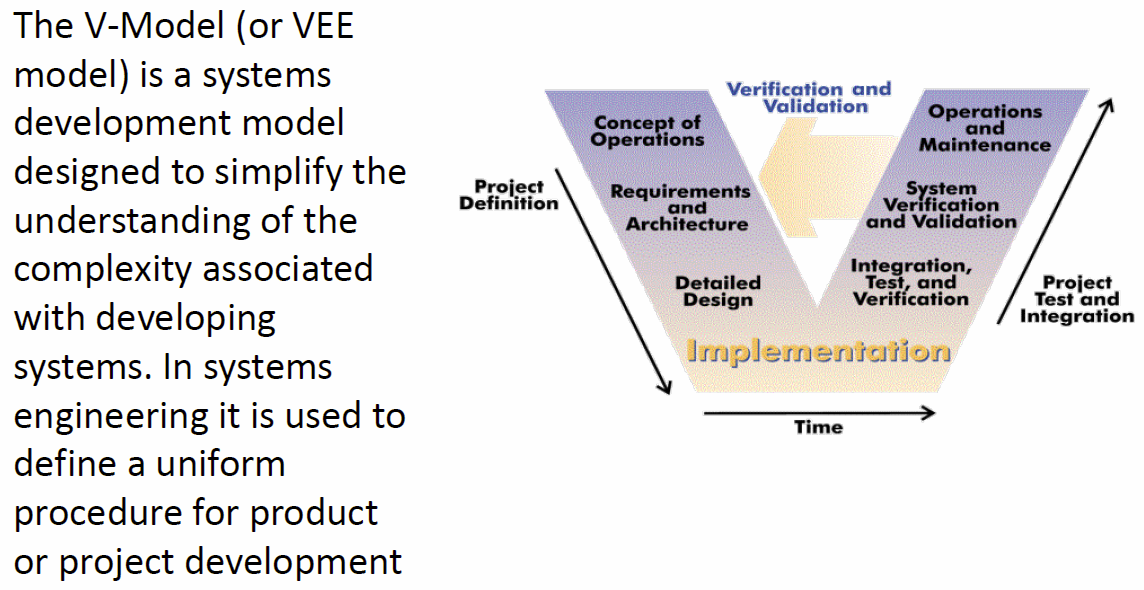 The V-Model (or VEE
model) is a systems
development model
designed to simplify the
understanding of the
complexity associated
with developing
systems. In systems
engineering it is used to
define a uniform
procedure for product
or project development
Verification and
Validation
Concept of
Operations
Operations
and
Maintenance
Project
Definition
Requirements
and
Architecture
System
Verification
and Validation
Detailed
Design
Integration,
Test, and
Verification
Project
Test and
Integration
Implementation
Time